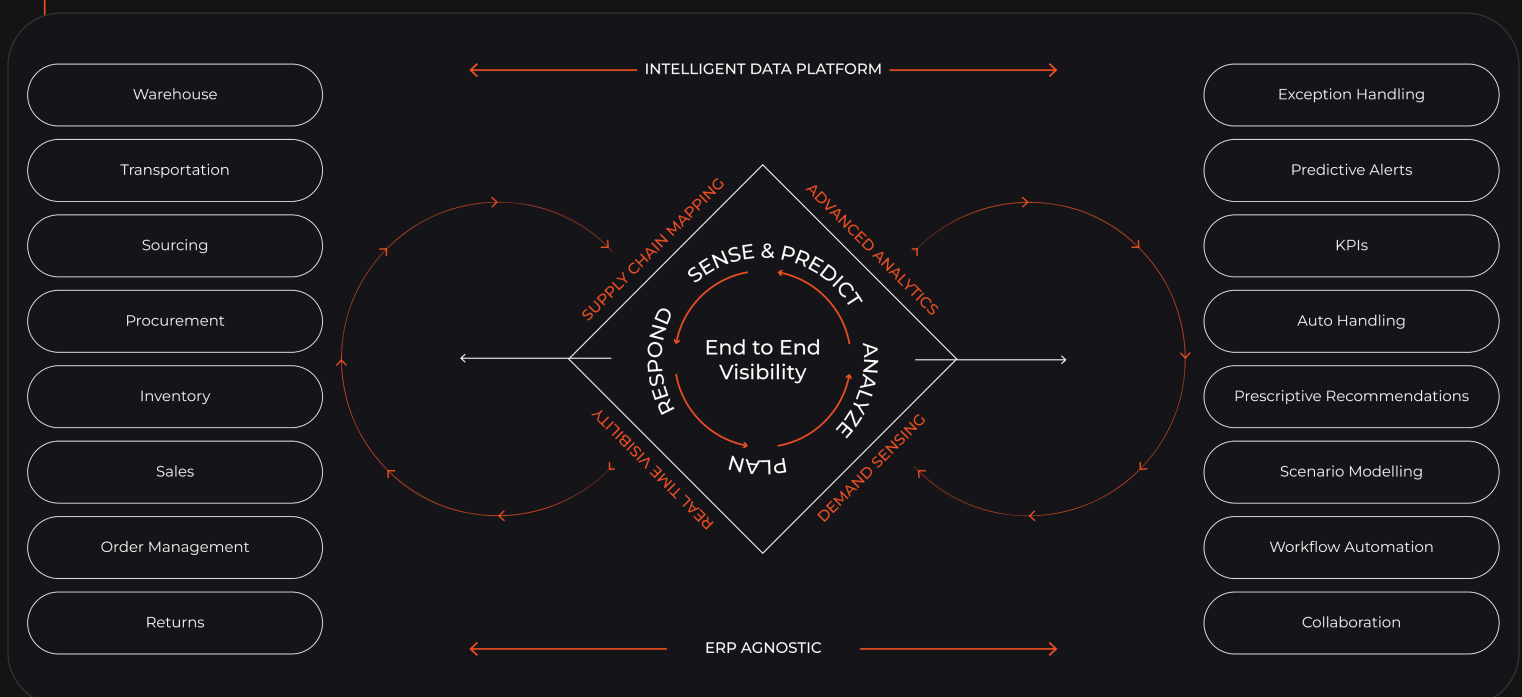 INTELLIGENT DATA PLATFORM
Warehouse
Transportation
Sourcing
Procurement
Inventory
Sales
Order Management
Returns
SUPPLY CHAIN MAPPING
ADVANCED ANALYTICS
SENSE & PREDICT
RESPOND
End to End
Visibility
ANALYZE
PLAN
REAL TIME VISIBILITY
DEMAND SENSING
Exception Handling
Predictive Alerts
KPIs
Auto Handling
Prescriptive Recommendations
Scenario Modelling
Workflow Automation
Collaboration
ERP AGNOSTIC